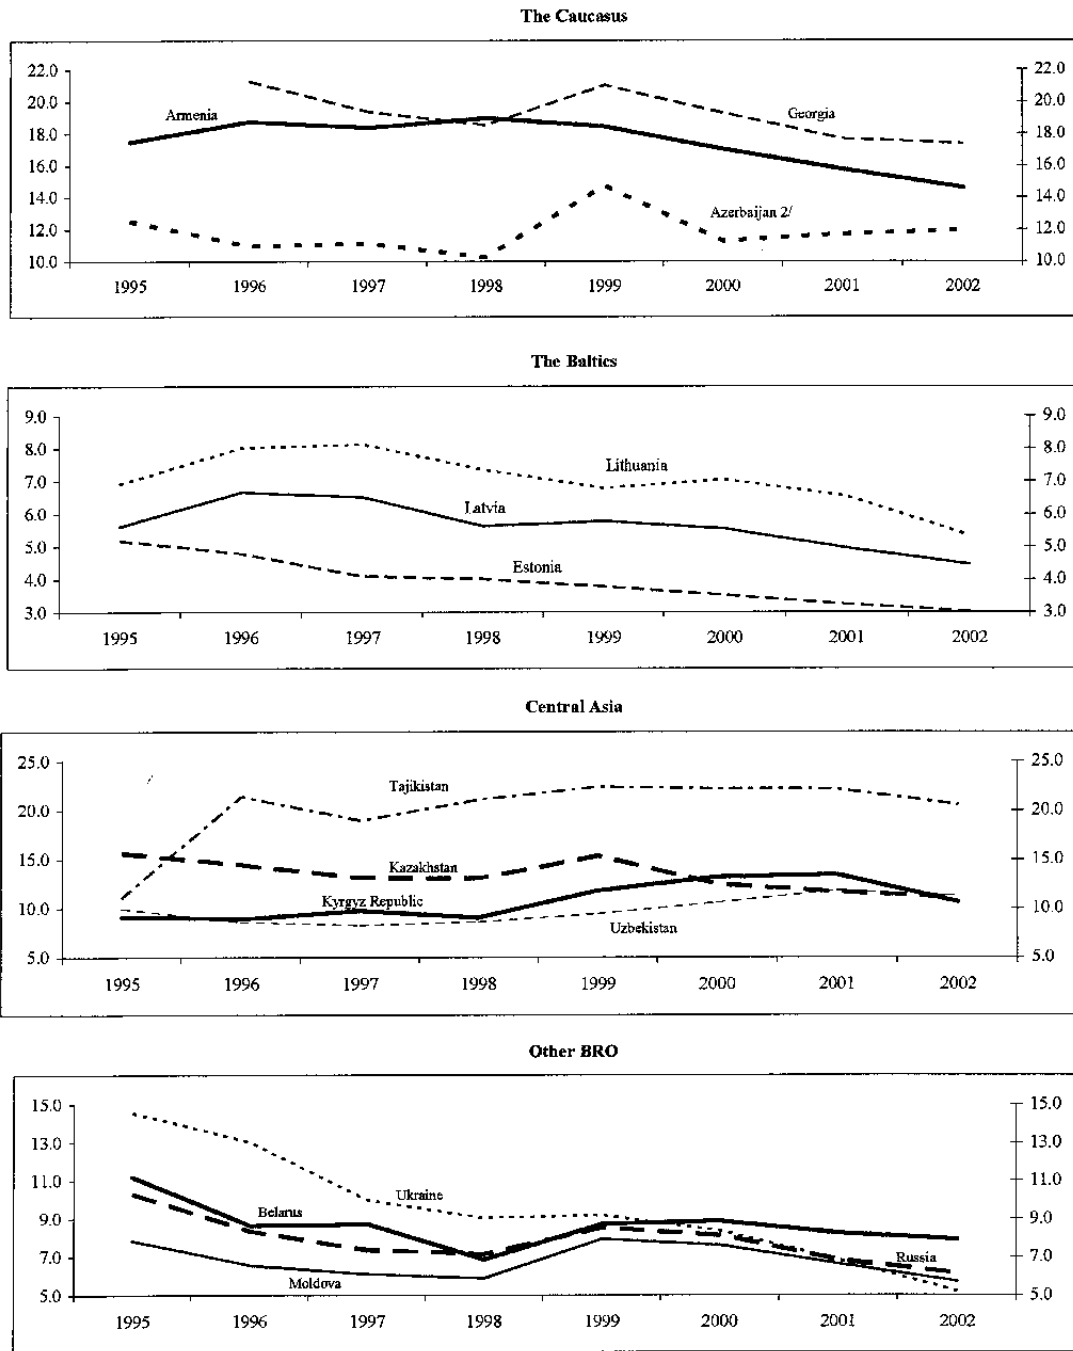 The Caucasus
22.0 22.0
20.0 20.0
18.0 18.0
16.0 16.0
14.0 14.0
12.0 12.0
10.0 10.0
Armenia
Georgia
Azerbaijan 2/
1995 1996 1997 1998 1999 2000 2001 2002
The Baltics
9.0 9.0
8.0 8.0
7.0 7.0
6.0 6.0
5.0 5.0
4.0 4.0
3.0 3.0
Lithuania
Latvia
Estonia
1995 1996 1997 1998 1999 2000 2001 2002
Central Asia
25.0 25.0
20.0 20.0
15.0 15.0
10.0 10.0
5.0 5.0
Tajikistan
Kazakhstan
Kyrgyz Republic
Uzbekistan
1995 1996 1997 1998 1999 2000 2001 2002
Other BRO
15.0 15.0
13.0 13.0
11.0 11.0
9.0 9.0
7.0 7.0
5.0 5.0
Ukraine
Belarus
Russia
Moldova
1995 1996 1997 1998 1999 2000 2001 2002